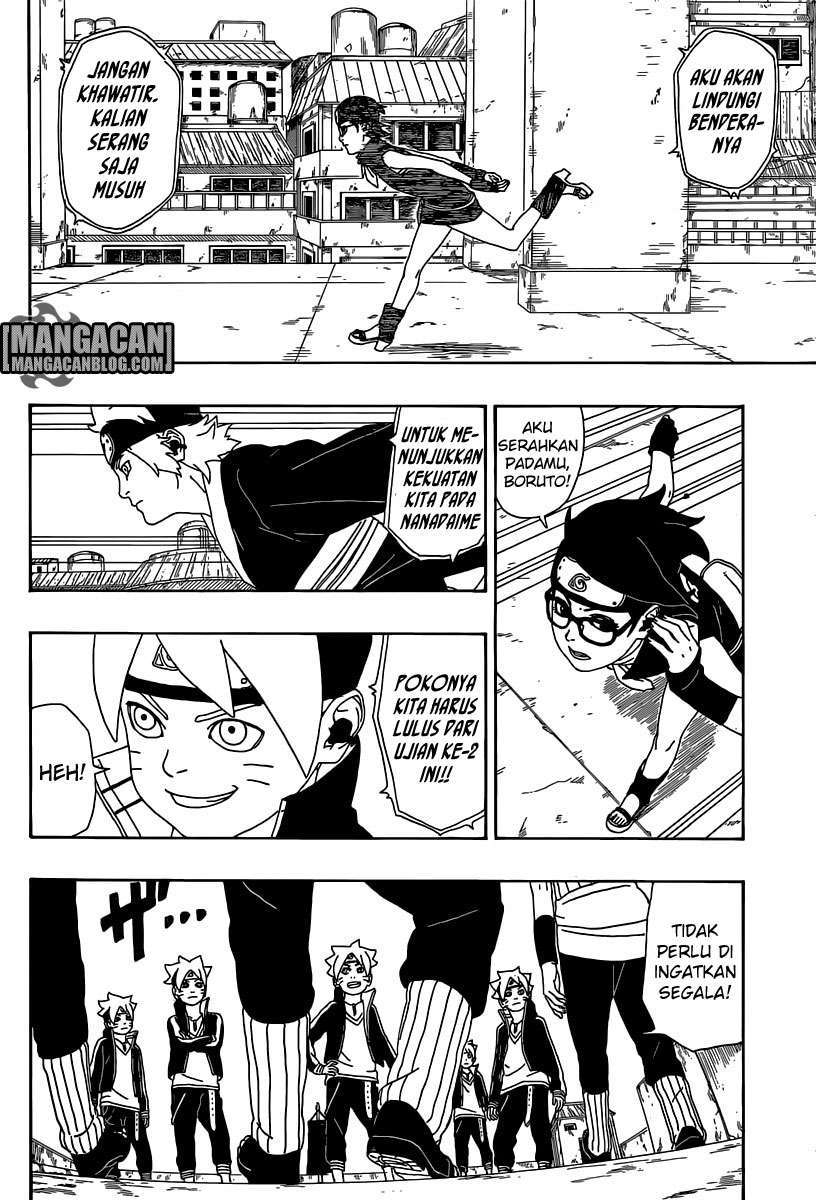 AKU AKAN
LINDUNGI
BENDERA-
NYA
JANGAN
KHAWATIR.
KALIAN
SERANG
SAJA
MUSUH
MANGACAN
MANGACANBLOG.COM
AKU
SERAHKAN
PADAMU,
BORUTO!
UNTUK ME-
NUNJUKKAN
KEKUATAN
KITA PADA
NANADAIME
POKONYA
KITA HARUS
LULUS DARI
UJIAN KE-2
INI!!
HEH!
TIDAK
PERLU DI
INGATKAN
SEGALA!
ザ…